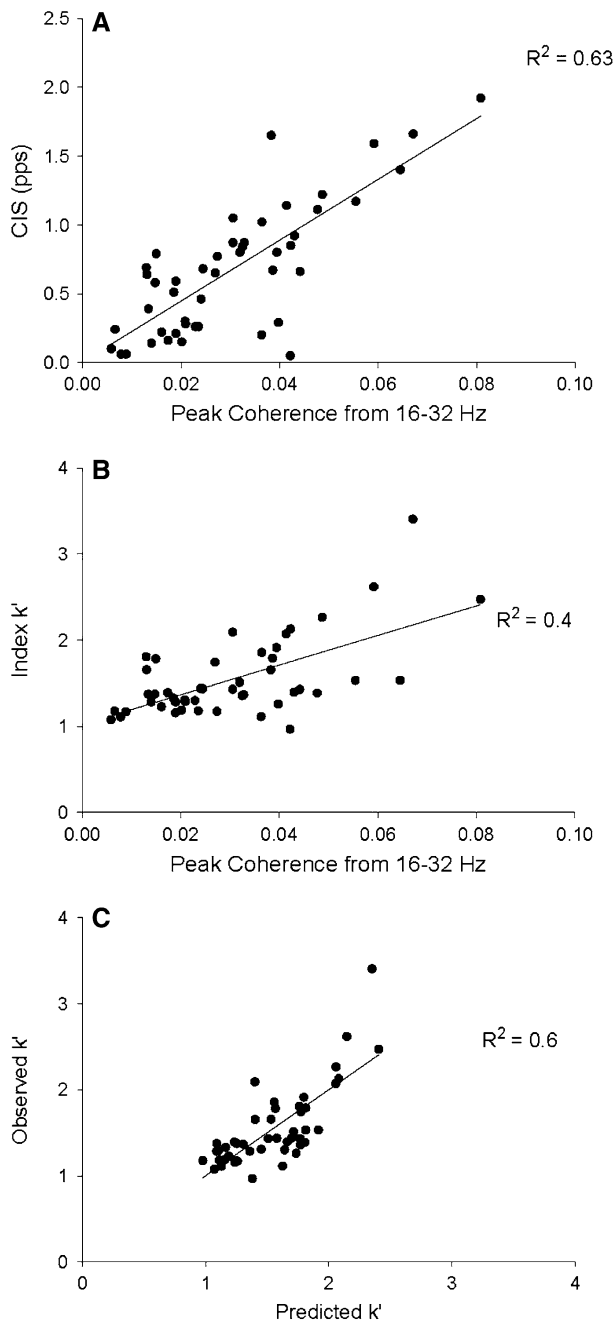 A
R² = 0.63
2.5
2.0
1.5
1.0
0.5
0.0
CIS (pps)
0.00 0.02 0.04 0.06 0.08 0.10
Peak Coherence from 16-32 Hz
B
4
3
2
1
0
Index k'
R² = 0.4
0.00 0.02 0.04 0.06 0.08 0.10
Peak Coherence from 16-32 Hz
C
4
3
2
1
0
Observed k'
R² = 0.6
0 1 2 3 4
Predicted k'